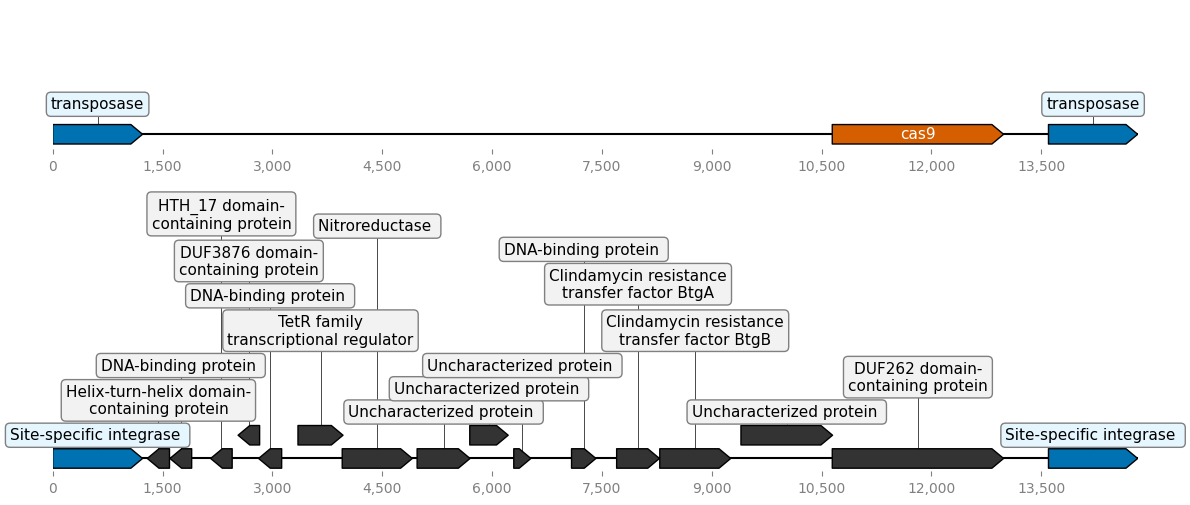 transposase
transposase
cas9
0
1,500
3,000
4,500
6,000
7,500
9,000
10,500
12,000
13,500
HTH_17 domain-
containing protein
Nitroreductase
DUF3876 domain-
containing protein
DNA-binding protein
DNA-binding protein
Clindamycin resistance
transfer factor BtgA
TetR family
transcriptional regulator
Clindamycin resistance
transfer factor BtgB
DNA-binding protein
Uncharacterized protein
DUF262 domain-
containing protein
Helix-turn-helix domain-
containing protein
Uncharacterized protein
Uncharacterized protein
Uncharacterized protein
Site-specific integrase
Site-specific integrase
0
1,500
3,000
4,500
6,000
7,500
9,000
10,500
12,000
13,500